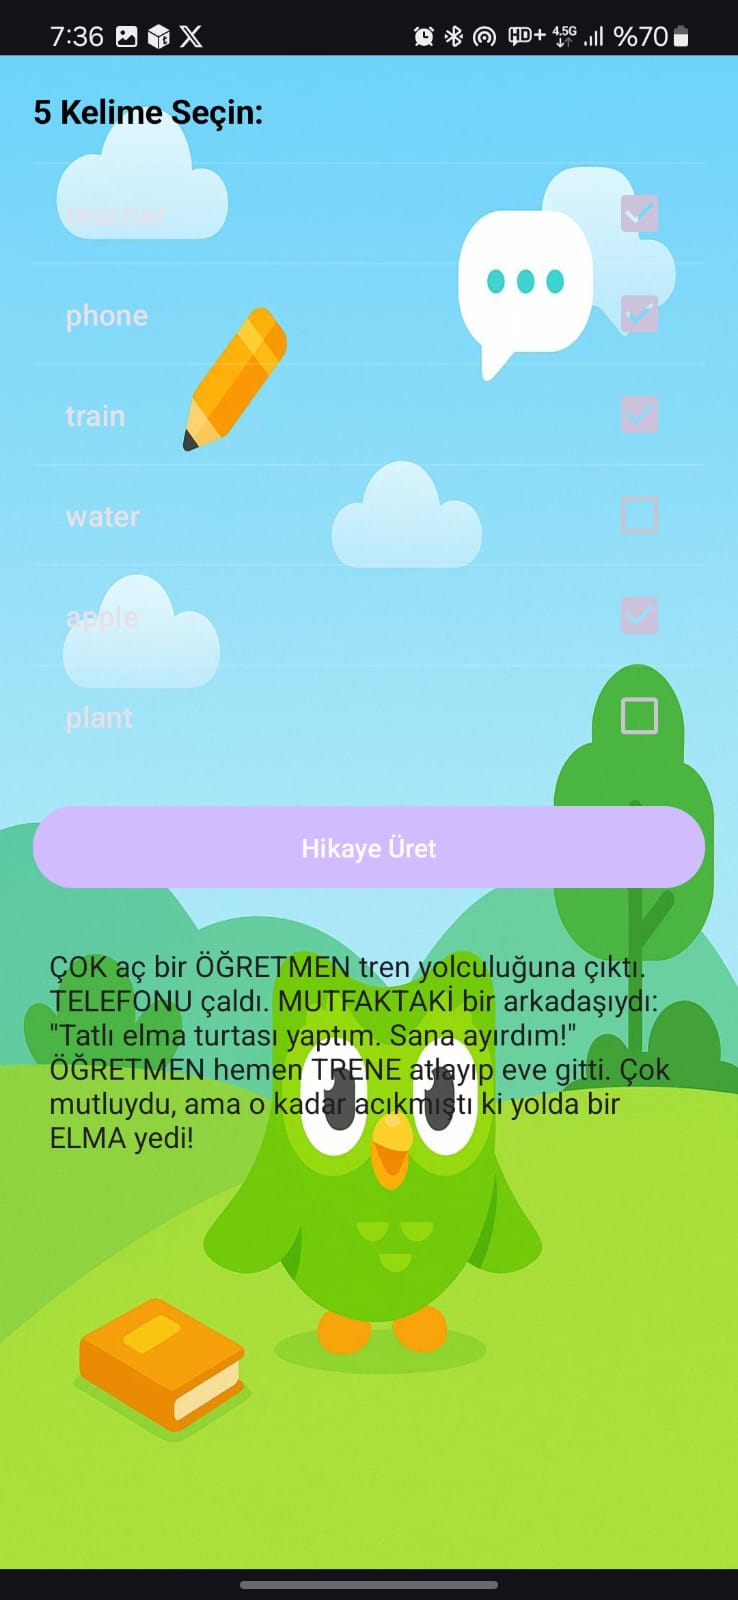 7:36 4.5G %70
5 Kelime Seçin:
teacher
phone
train
water
apple
plant
Hikaye Üret
ÇOK aç bir ÖĞRETMEN tren yolculuğuna çıktı.
TELEFONU çaldı. MUTFAKTAKİ bir arkadaşıydı:
"Tatlı elma turtası yaptım. Sana ayırdım!"
ÖĞRETMEN hemen TRENE atlayıp eve gitti. Çok
mutluydu, ama o kadar acıkmıştı ki yolda bir
ELMA yedi!